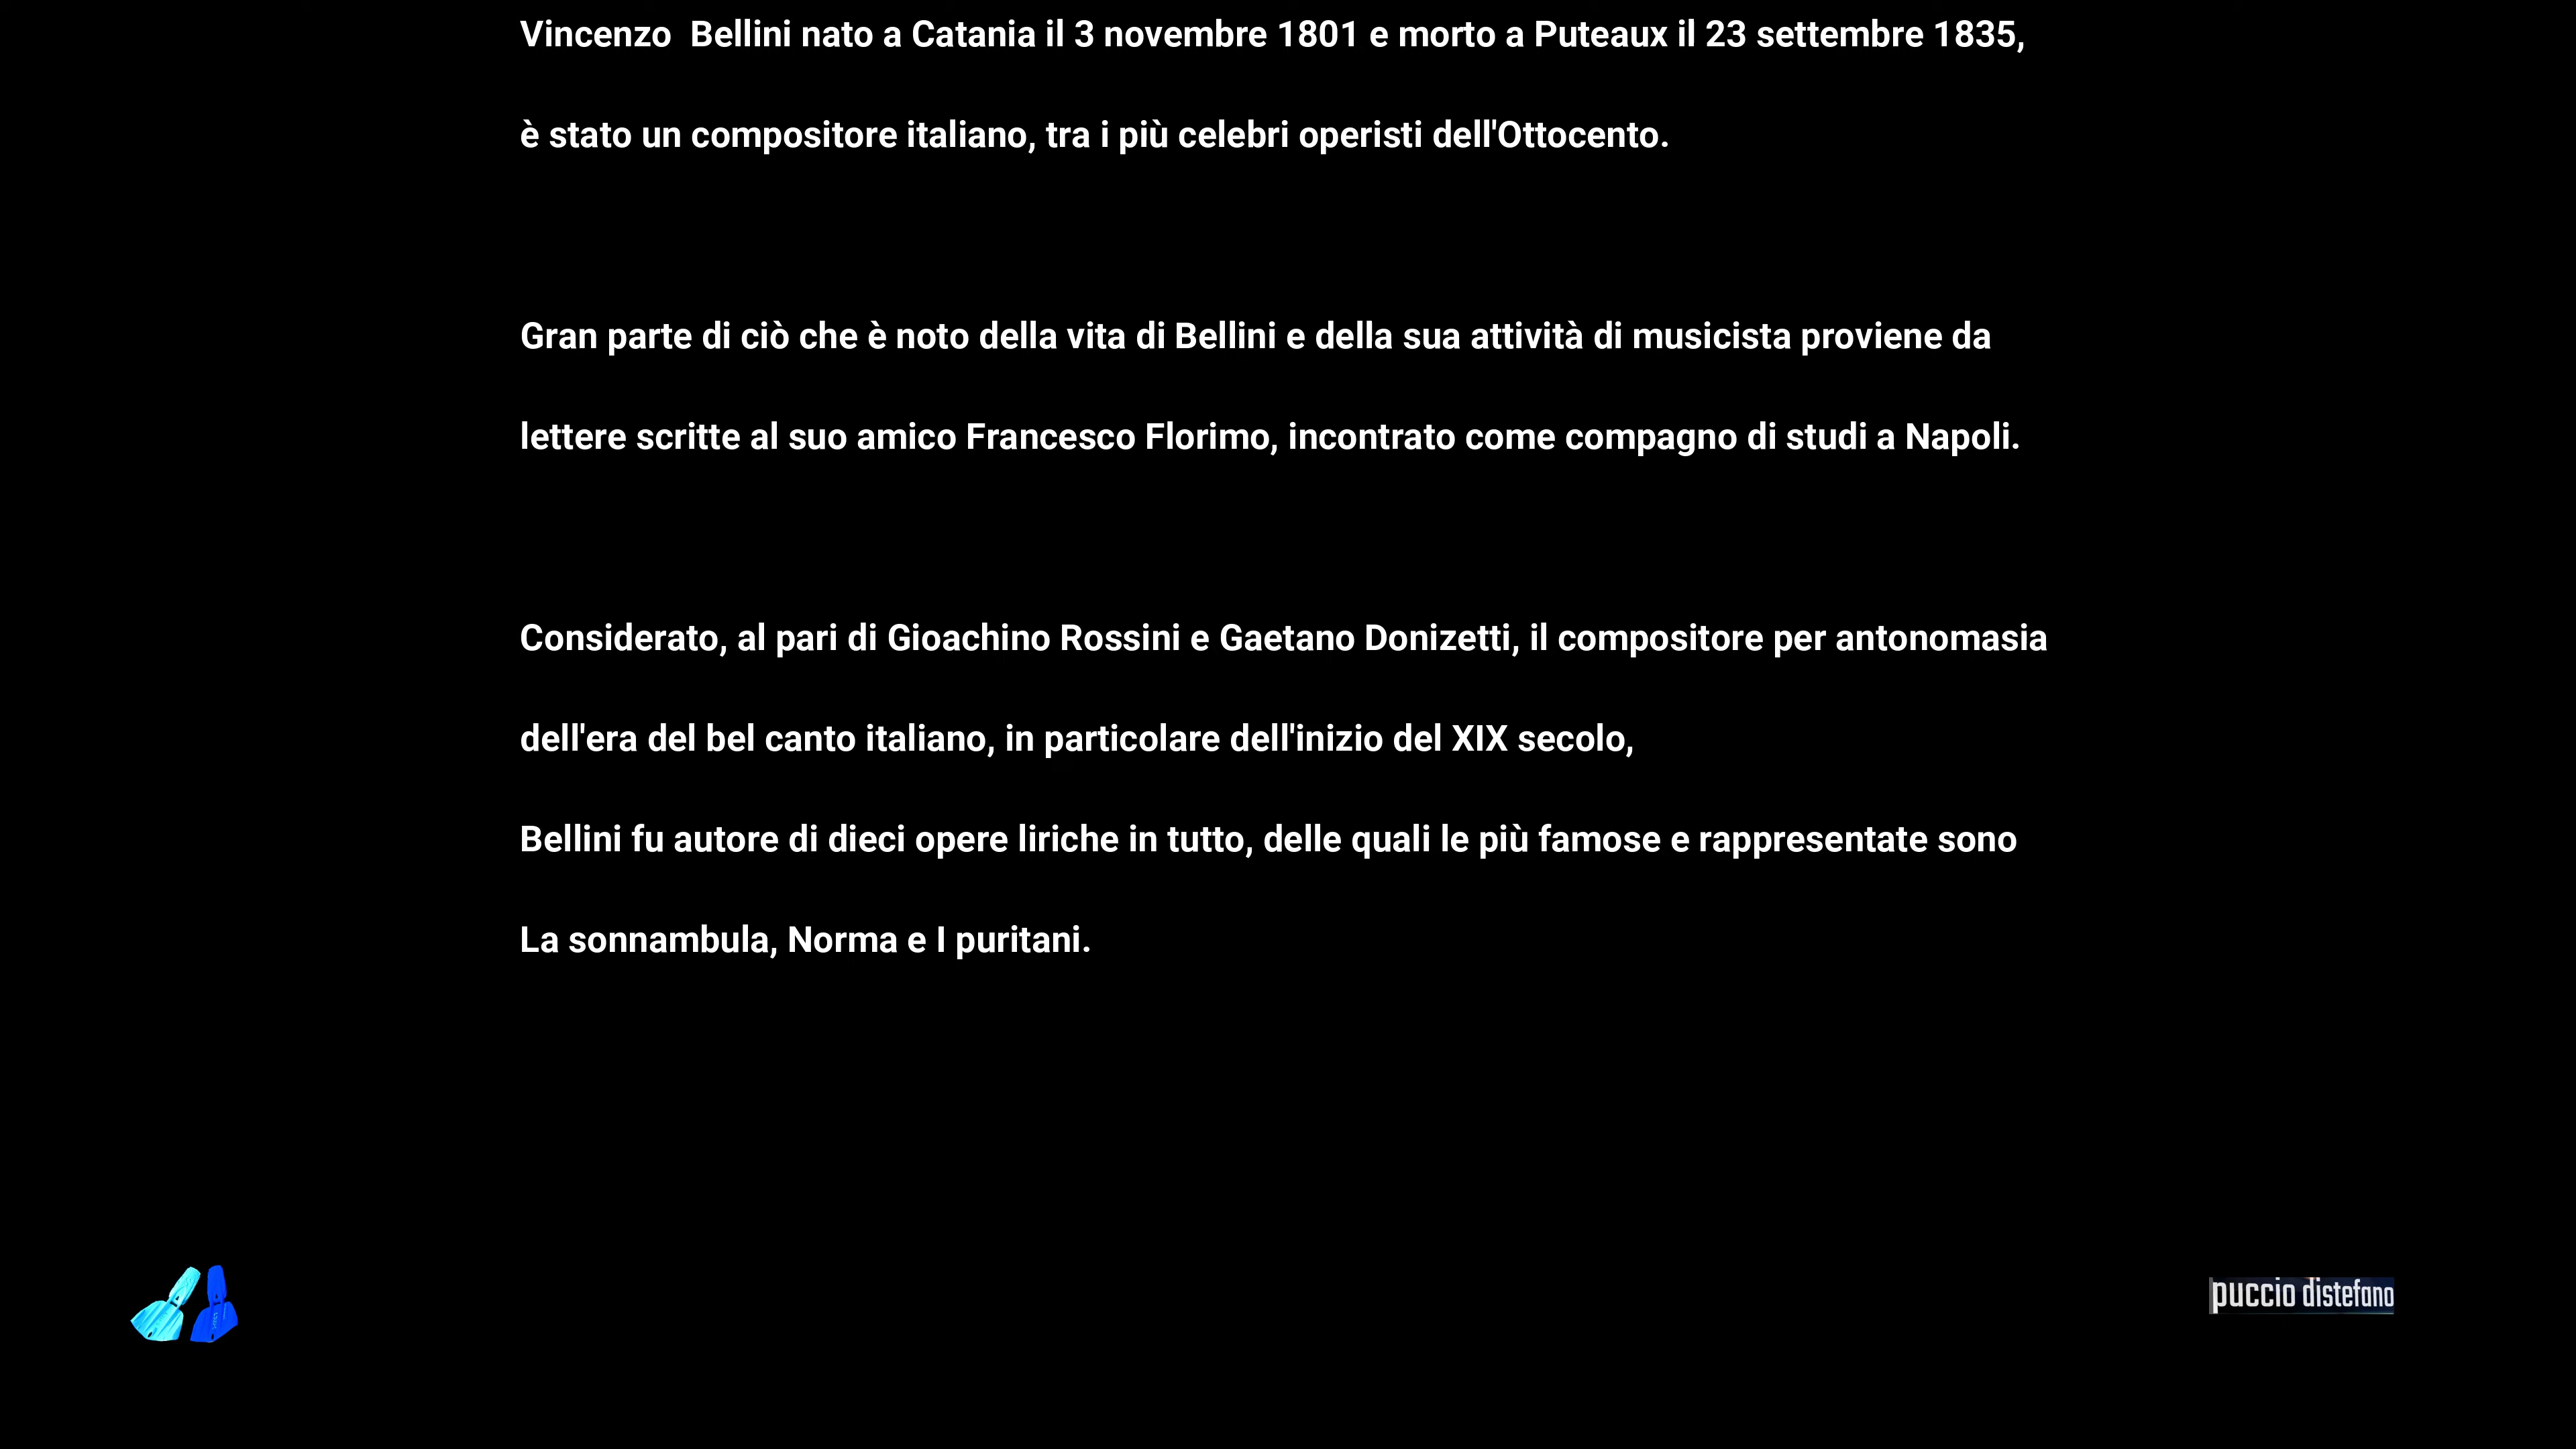 Vincenzo  Bellini nato a Catania il 3 novembre 1801 e morto a Puteaux il 23 settembre 1835,
è stato un compositore italiano, tra i più celebri operisti dell'Ottocento.
Gran parte di ciò che è noto della vita di Bellini e della sua attività di musicista proviene da
lettere scritte al suo amico Francesco Florimo, incontrato come compagno di studi a Napoli.
Considerato, al pari di Gioachino Rossini e Gaetano Donizetti, il compositore per antonomasia
dell'era del bel canto italiano, in particolare dell'inizio del XIX secolo,
Bellini fu autore di dieci opere liriche in tutto, delle quali le più famose e rappresentate sono
La sonnambula, Norma e I puritani.
puccio distefano